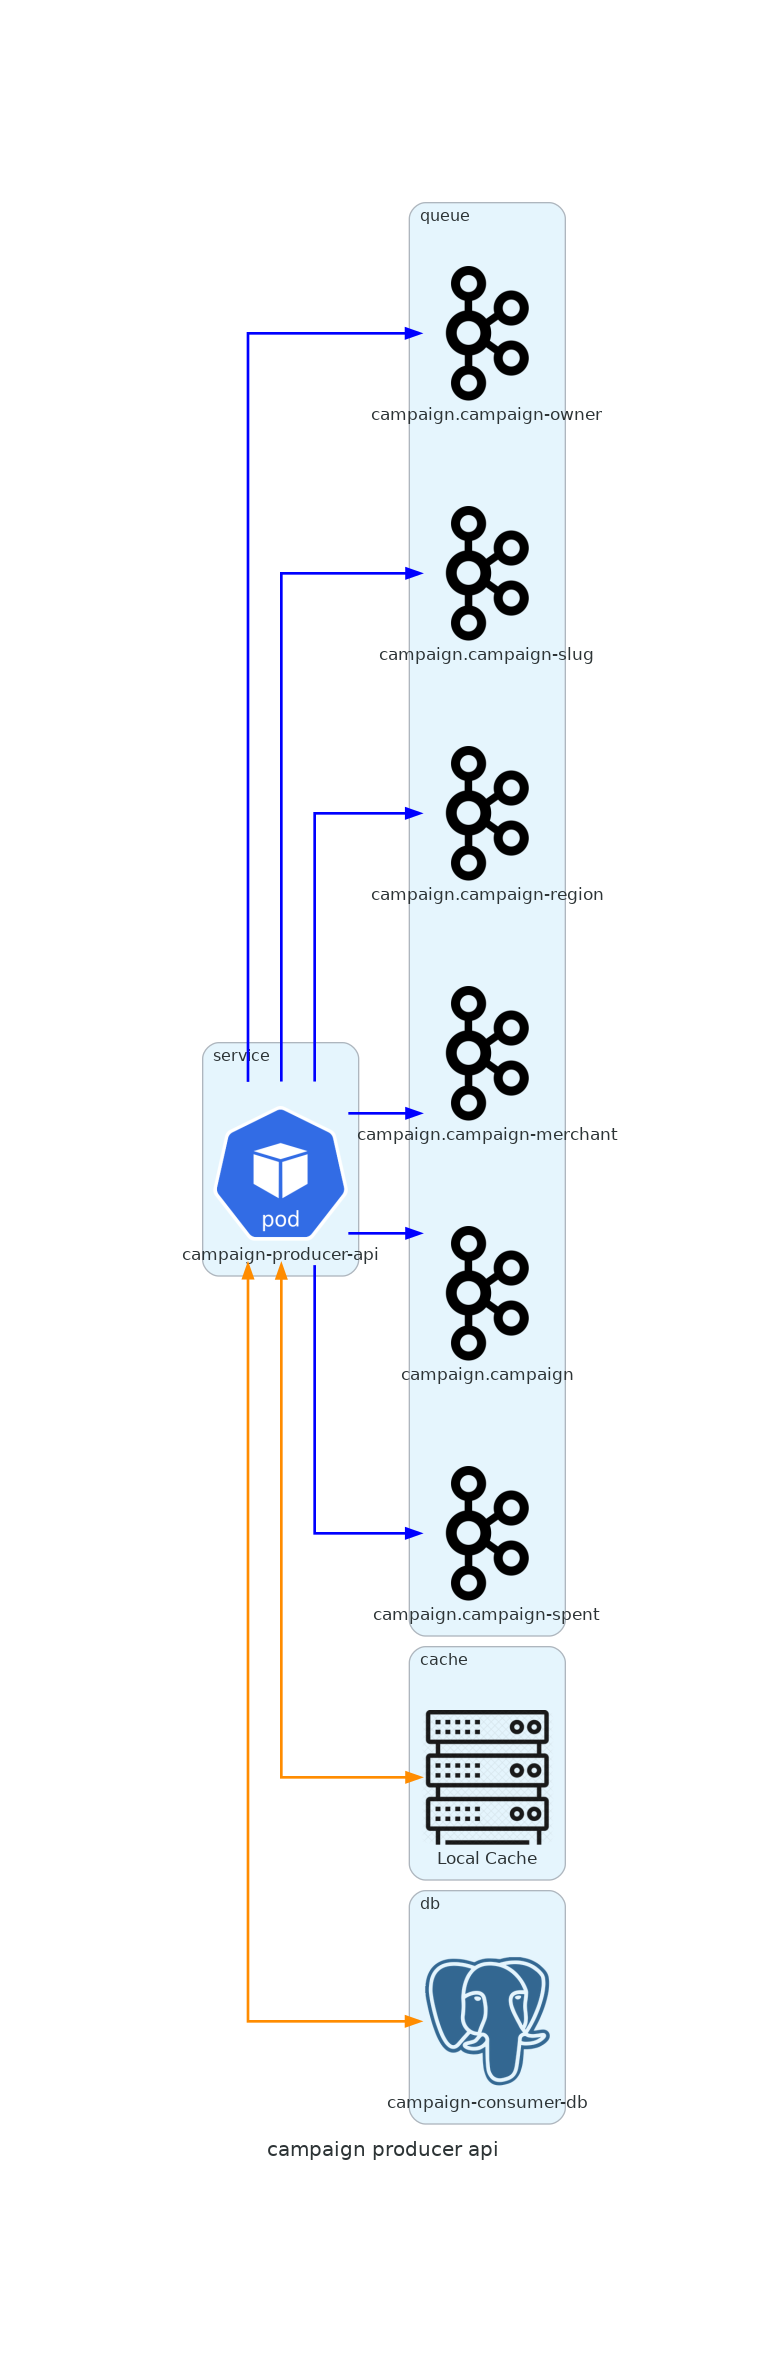 queue
campaign.campaign-owner
campaign.campaign-slug
campaign.campaign-region
service
pod
campaign-producer-api
campaign.campaign-merchant
campaign.campaign
campaign.campaign-spent
cache
Local Cache
db
campaign-consumer-db
campaign producer api